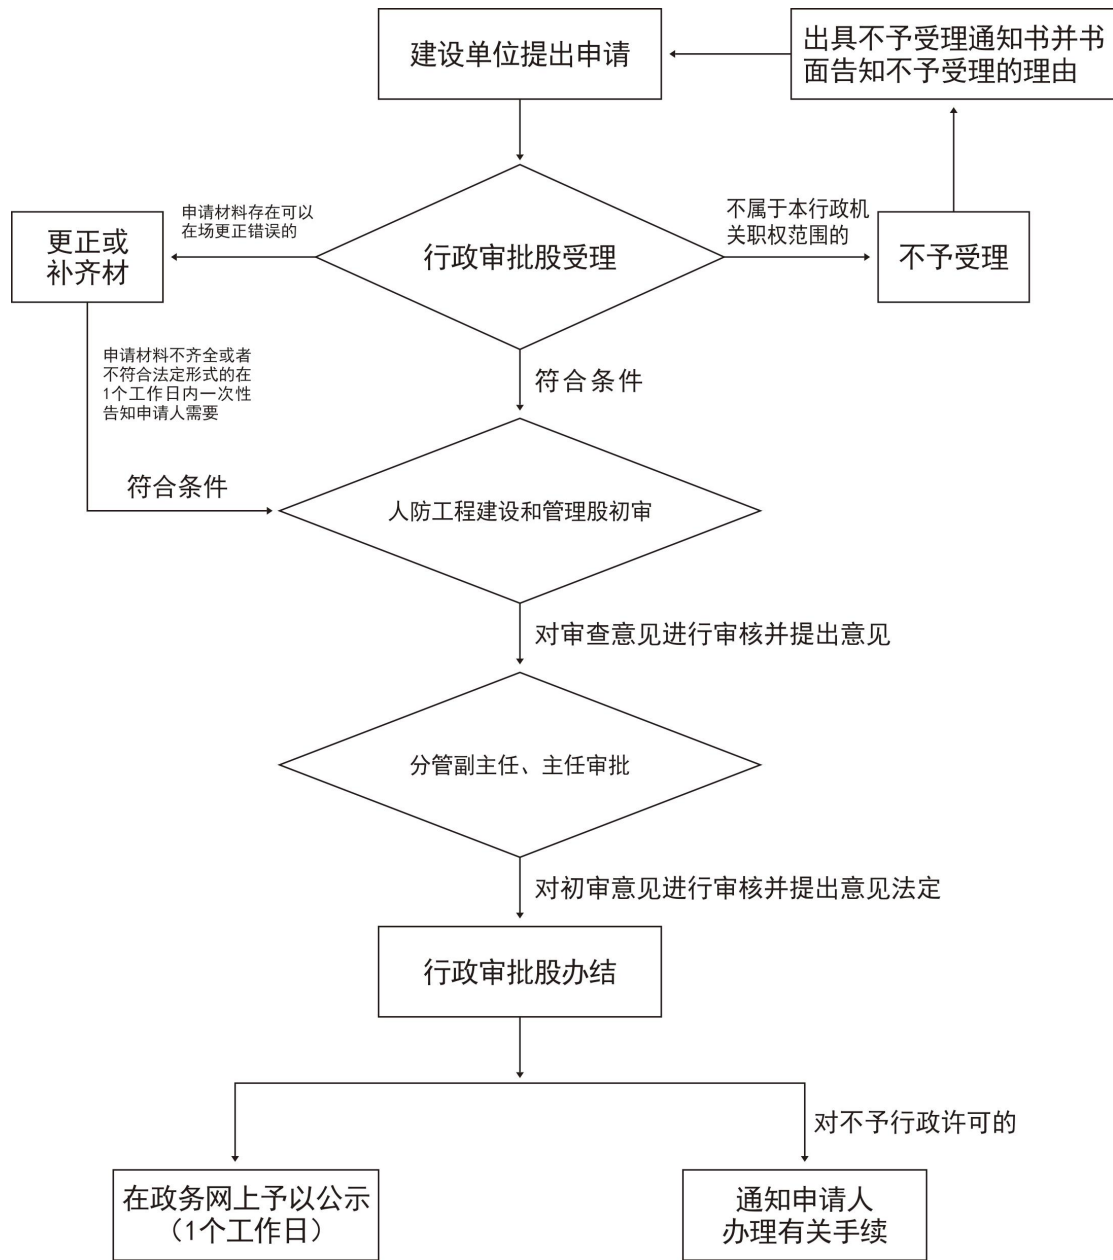 建设单位提出申请
出具不予受理通知书并书
面告知不予受理的理由
申请材料存在可以
在场更正错误的
不属于本行政机
关职权范围的
更正或
补齐材
行政审批股受理
不予受理
申请材料不齐全或者
不符合法定形式的在
1个工作日内一次性
告知申请人需要
符合条件
符合条件
人防工程建设和管理股初审
对审查意见进行审核并提出意见
分管副主任、主任审批
对初审意见进行审核并提出意见法定
行政审批股办结
对不予行政许可的
在政务网上予以公示
（1个工作日）
通知申请人
办理有关手续